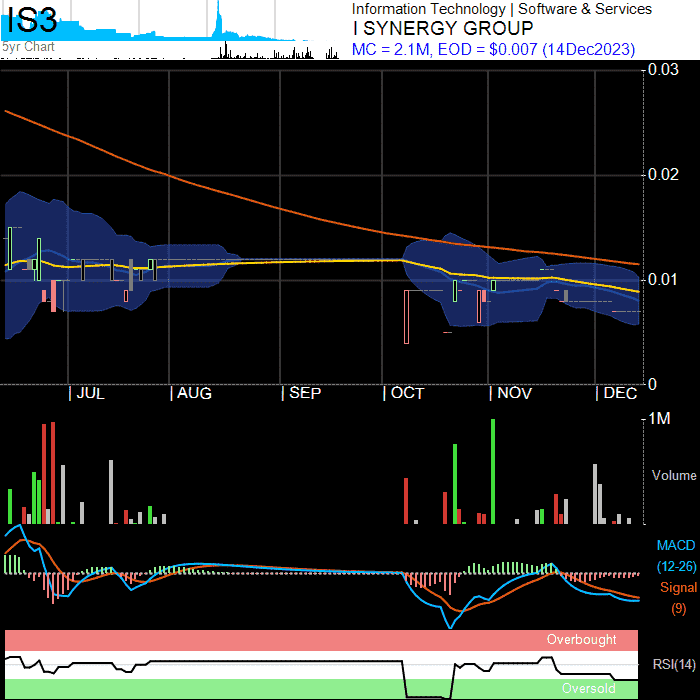 IS3
5yr Chart
Information Technology | Software & Services
I SYNERGY GROUP
MC = 2.1M, EOD = $0.007 (14Dec2023)
0.03
0.02
0.01
0
JUL
AUG
SEP
OCT
NOV
DEC
1M
Volume
MACD
(12-26)
Signal
(9)
Overbought
RSI(14)
Oversold